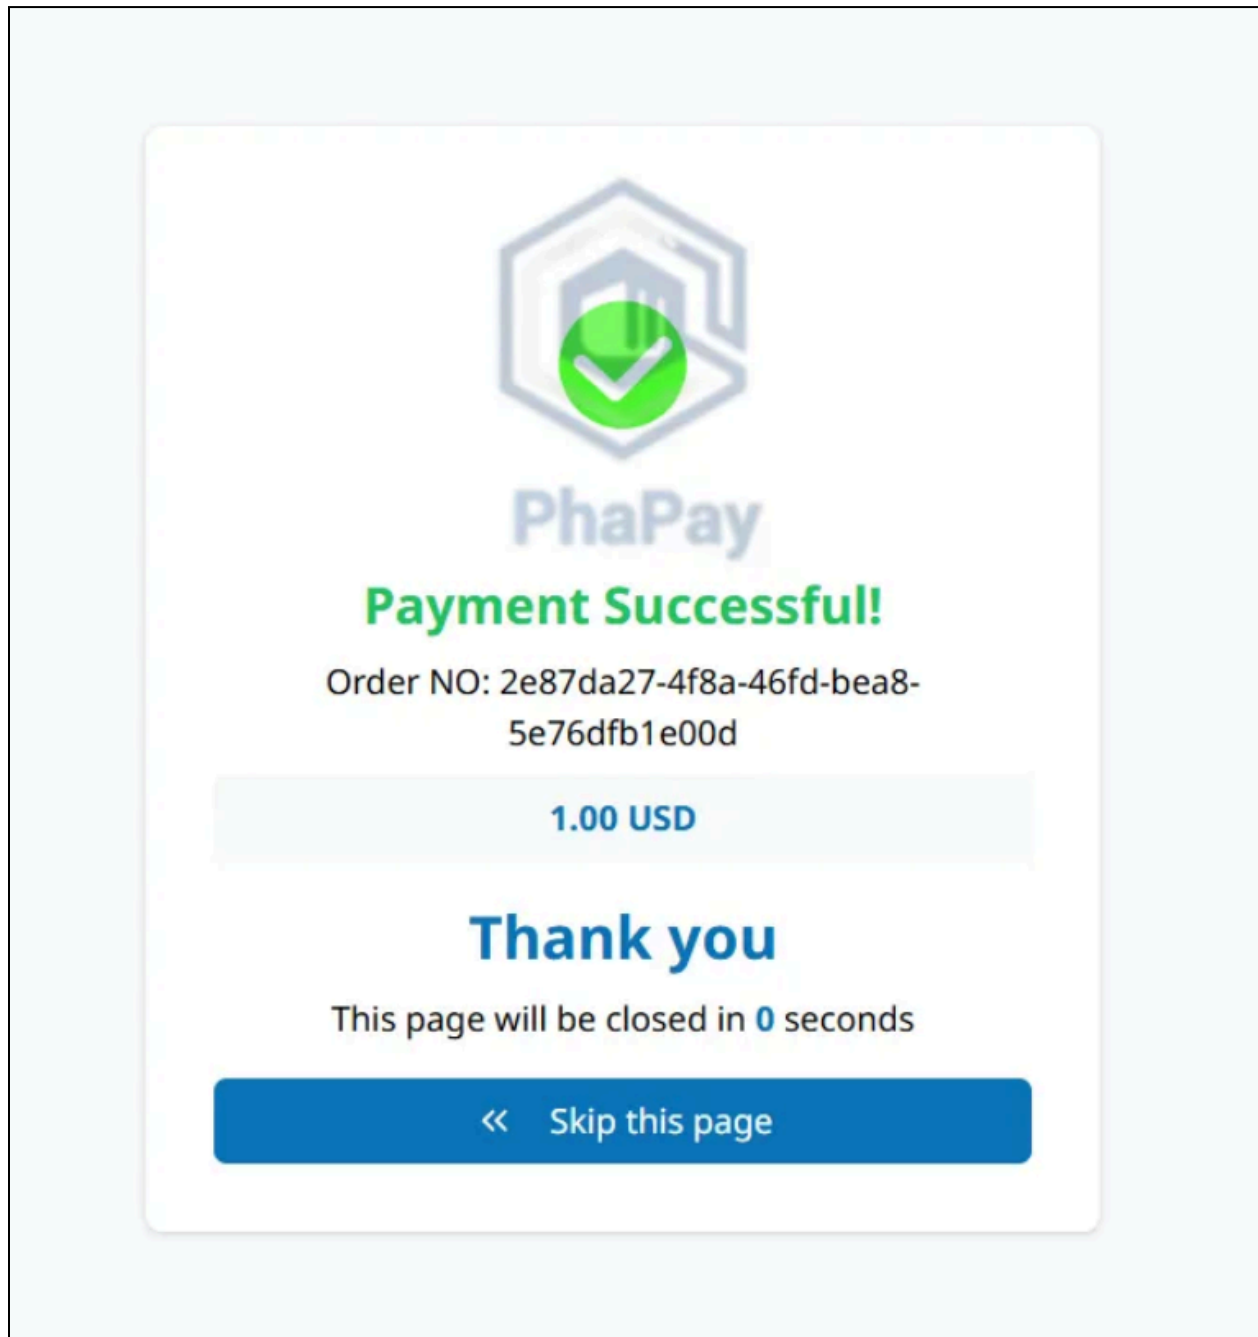 PhaPay
Payment Successful!
Order NO: 2e87da27-4f8a-46fd-bea8-
5e76dfb1e00d
1.00 USD
Thank you
This page will be closed in 0 seconds
« Skip this page